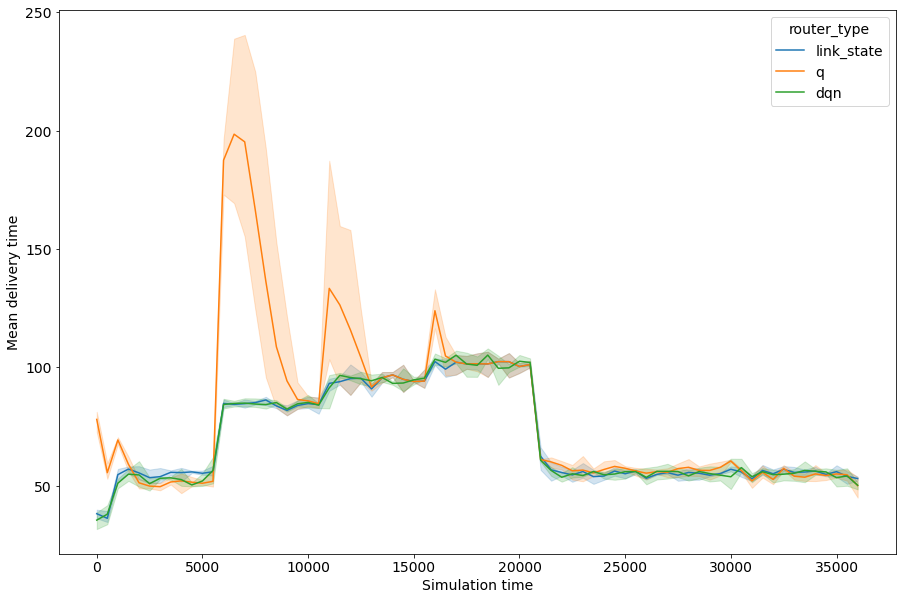 250
200
150
100
50
Mean delivery time
router_type
link_state
q
dqn
0
5000
10000
15000
20000
25000
30000
35000
Simulation time